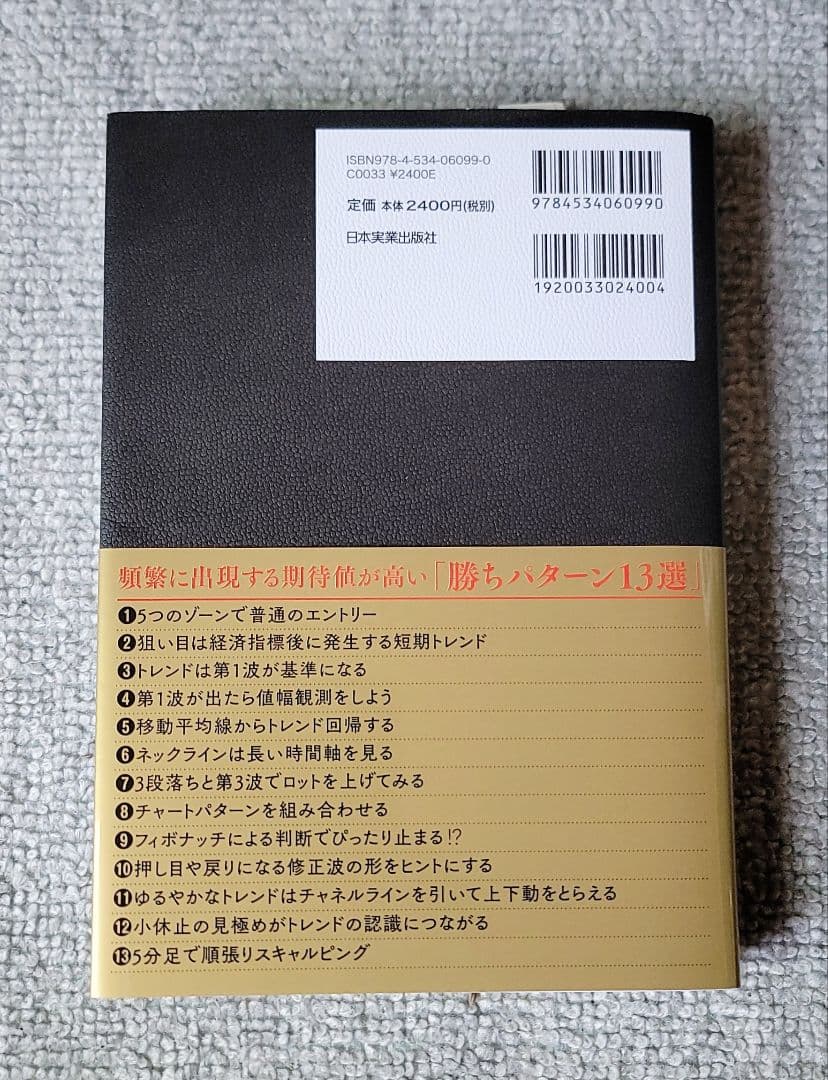 ISBN978-4-534-06099-0
C0033 ¥2400E
定価 本体2400円(税別)
日本実業出版社
9784534060990
1920033024004
頻繁に出現する期待値が高い「勝ちパターン13選」
❶5つのゾーンで普通のエントリー
❷狙い目は経済指標後に発生する短期トレンド
❸トレンドは第1波が基準になる
❹第1波が出たら値幅観測をしよう
❺移動平均線からトレンド回帰する
❻ネックラインは長い時間軸を見る
❼3段落ちと第3波でロットを上げてみる
❽チャートパターンを組み合わせる
❾フィボナッチによる判断でぴったり止まる!?
❿押し目や戻りになる修正波の形をヒントにする
⓫ゆるやかなトレンドはチャネルラインを引いて上下動をとらえる
⓬小休止の見極めがトレンドの認識につながる
⓭5分足で順張りスキャルピング